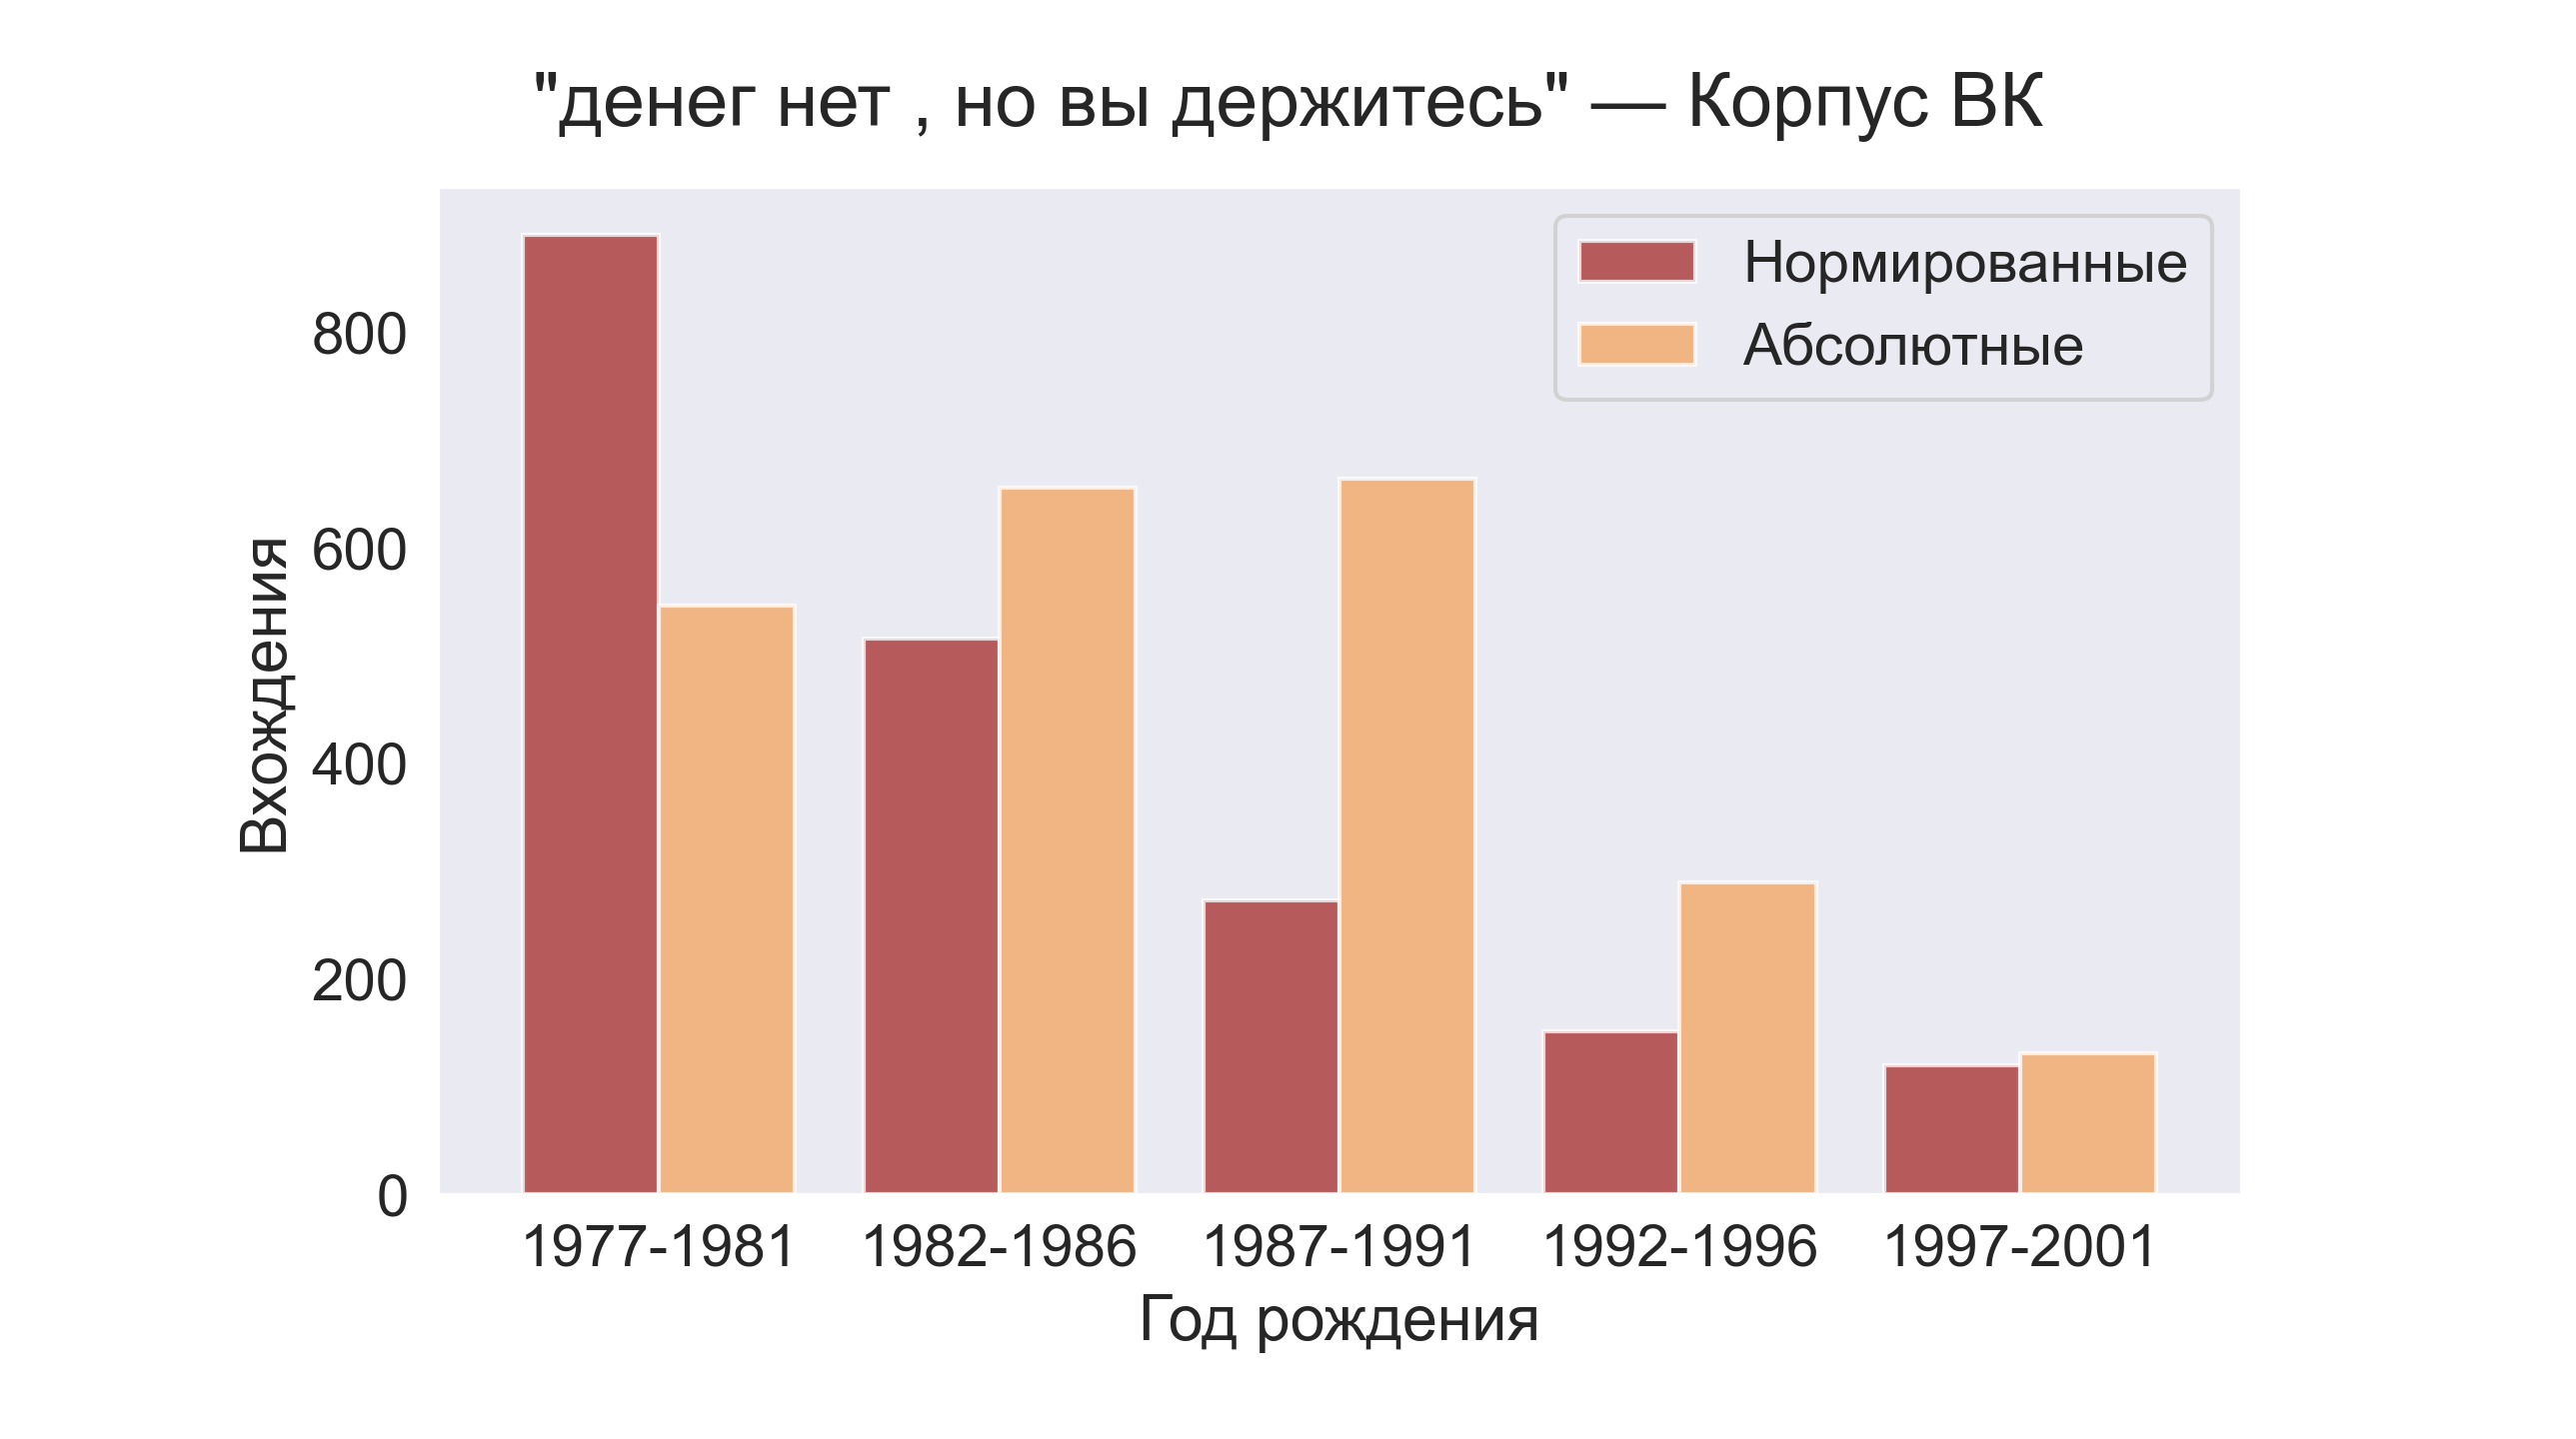 "денег нет , но вы держитесь" — Корпус ВК
Нормированные
Абсолютные
Вхождения
800
600
400
200
0
1977-1981
1982-1986
1987-1991
1992-1996
1997-2001
Год рождения